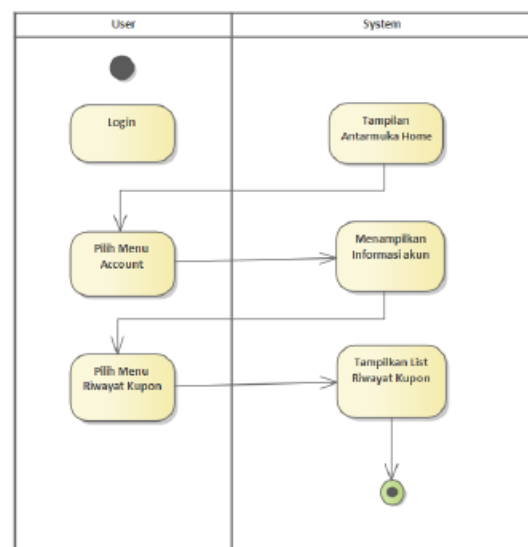 User
System
Login
Tampilan
Antarmuka Home
Pilih Menu
Account
Menampilkan
Informasi akun
Pilih Menu
Riwayat Kupon
Tampilkan List
Riwayat Kupon